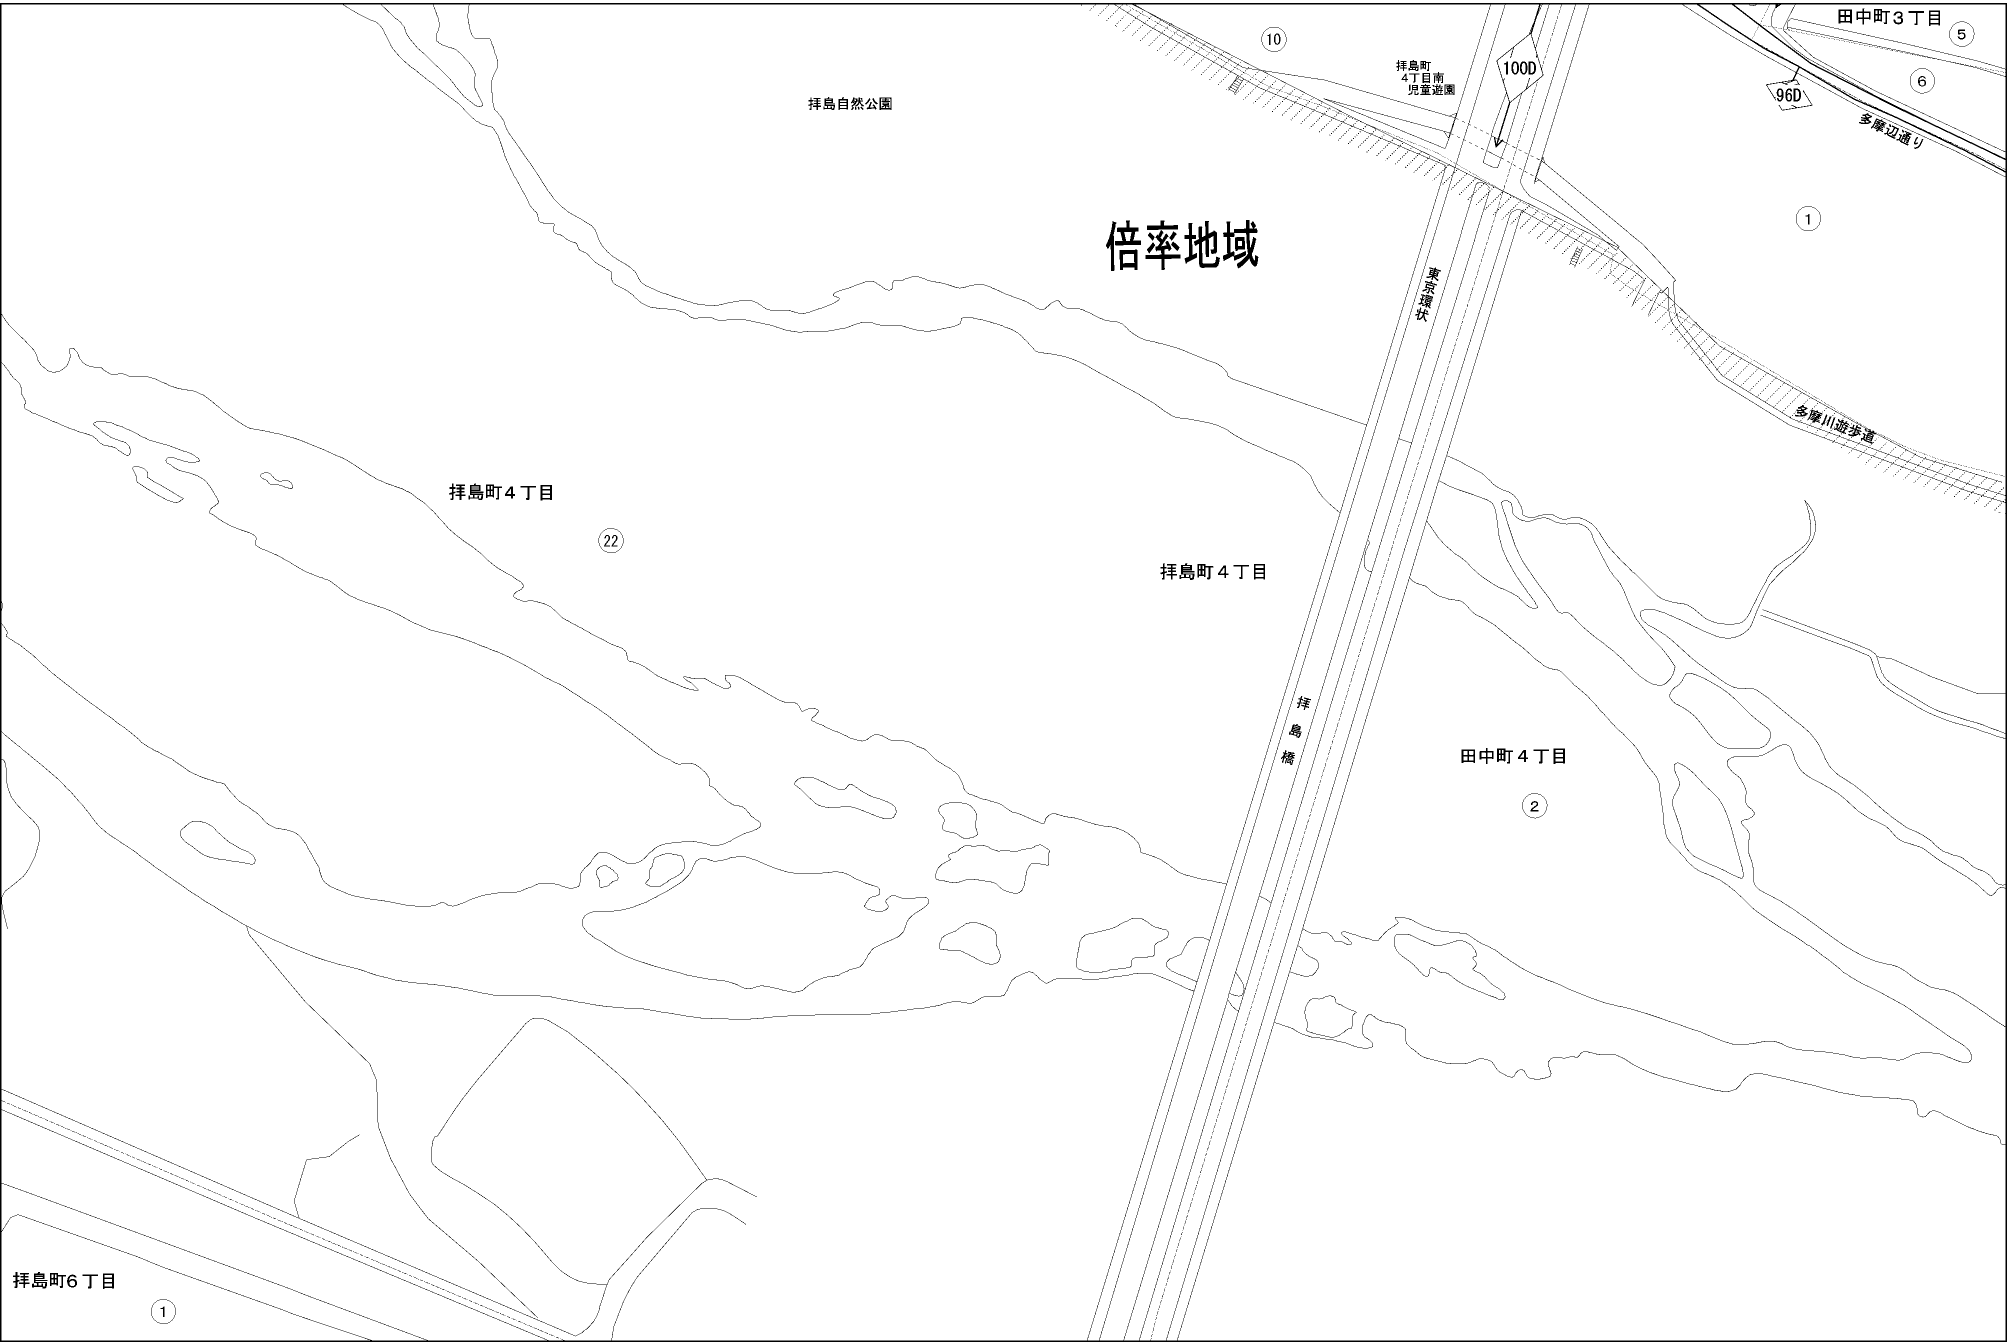 田中町３丁目
5
10
拝島町
4丁目南
児童遊園
100D
6
96D
拝島自然公園
多摩辺通り
1
倍率地域
東京環状
多摩川遊歩道
拝島町４丁目
22
拝島町４丁目
拝島橋
田中町４丁目
2
拝島町６丁目
1